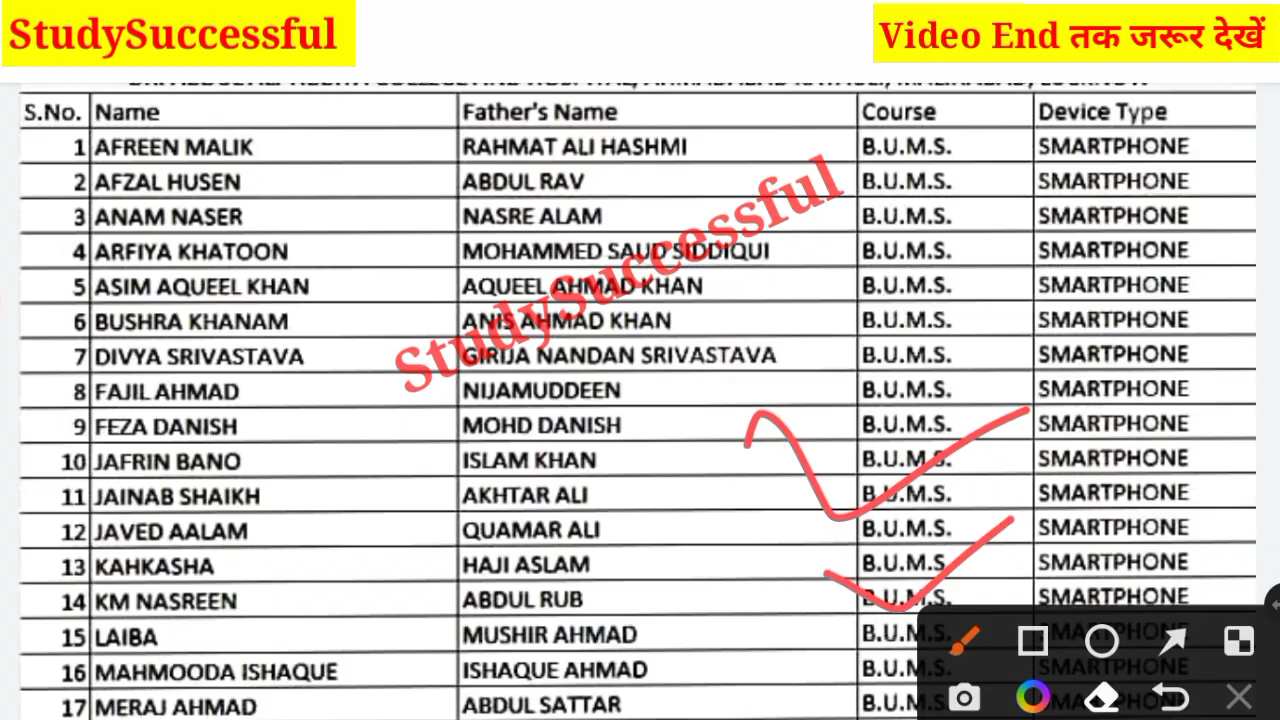 StudySuccessful
Video End तक जरूर देखें
S.No. Name Father's Name Course Device Type
1 AFREEN MALIK RAHMAT ALI HASHMI B.U.M.S. SMARTPHONE
2 AFZAL HUSEN ABDUL RAV B.U.M.S. SMARTPHONE
3 ANAM NASER NASRE ALAM B.U.M.S. SMARTPHONE
4 ARFIYA KHATOON MOHAMMED SAUD SIDDIQUI B.U.M.S. SMARTPHONE
5 ASIM AQUEEL KHAN AQUEEL AHMAD KHAN B.U.M.S. SMARTPHONE
6 BUSHRA KHANAM ANIS AHMAD KHAN B.U.M.S. SMARTPHONE
7 DIVYA SRIVASTAVA GIRIJA NANDAN SRIVASTAVA B.U.M.S. SMARTPHONE
8 FAJIL AHMAD NIJAMUDDEEN B.U.M.S. SMARTPHONE
9 FEZA DANISH MOHD DANISH B.U.M.S. SMARTPHONE
10 JAFRIN BANO ISLAM KHAN B.U.M.S. SMARTPHONE
11 JAINAB SHAIKH AKHTAR ALI B.U.M.S. SMARTPHONE
12 JAVED AALAM QUAMAR ALI B.U.M.S. SMARTPHONE
13 KAHKASHA HAJI ASLAM B.U.M.S SMARTPHONE
14 KM NASREEN ABDUL RUB B.U.M.S. SMARTPHONE
15 LAIBA MUSHIR AHMAD B.U.M.S. SMARTPHONE
16 MAHMOODA ISHAQUE ISHAQUE AHMAD B.U.M.S. SMARTPHONE
17 MERAJ AHMAD ABDUL SATTAR B.U.M.S. SMARTPHONE
StudySuccessful